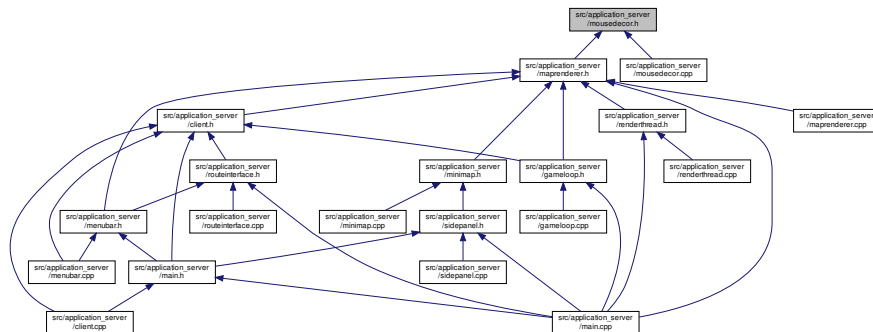 src/application_server
/mousedecor.h
src/application_server
/maprenderer.h
src/application_server
/mousedecor.cpp
src/application_server
/client.h
src/application_server
/renderthread.h
src/application_server
/maprenderer.cpp
src/application_server
/routeinterface.h
src/application_server
/minimap.h
src/application_server
/gameloop.h
src/application_server
/renderthread.cpp
src/application_server
/menubar.h
src/application_server
/routeinterface.cpp
src/application_server
/minimap.cpp
src/application_server
/sidepanel.h
src/application_server
/gameloop.cpp
src/application_server
/menubar.cpp
src/application_server
/main.h
src/application_server
/sidepanel.cpp
src/application_server
/client.cpp
src/application_server
/main.cpp